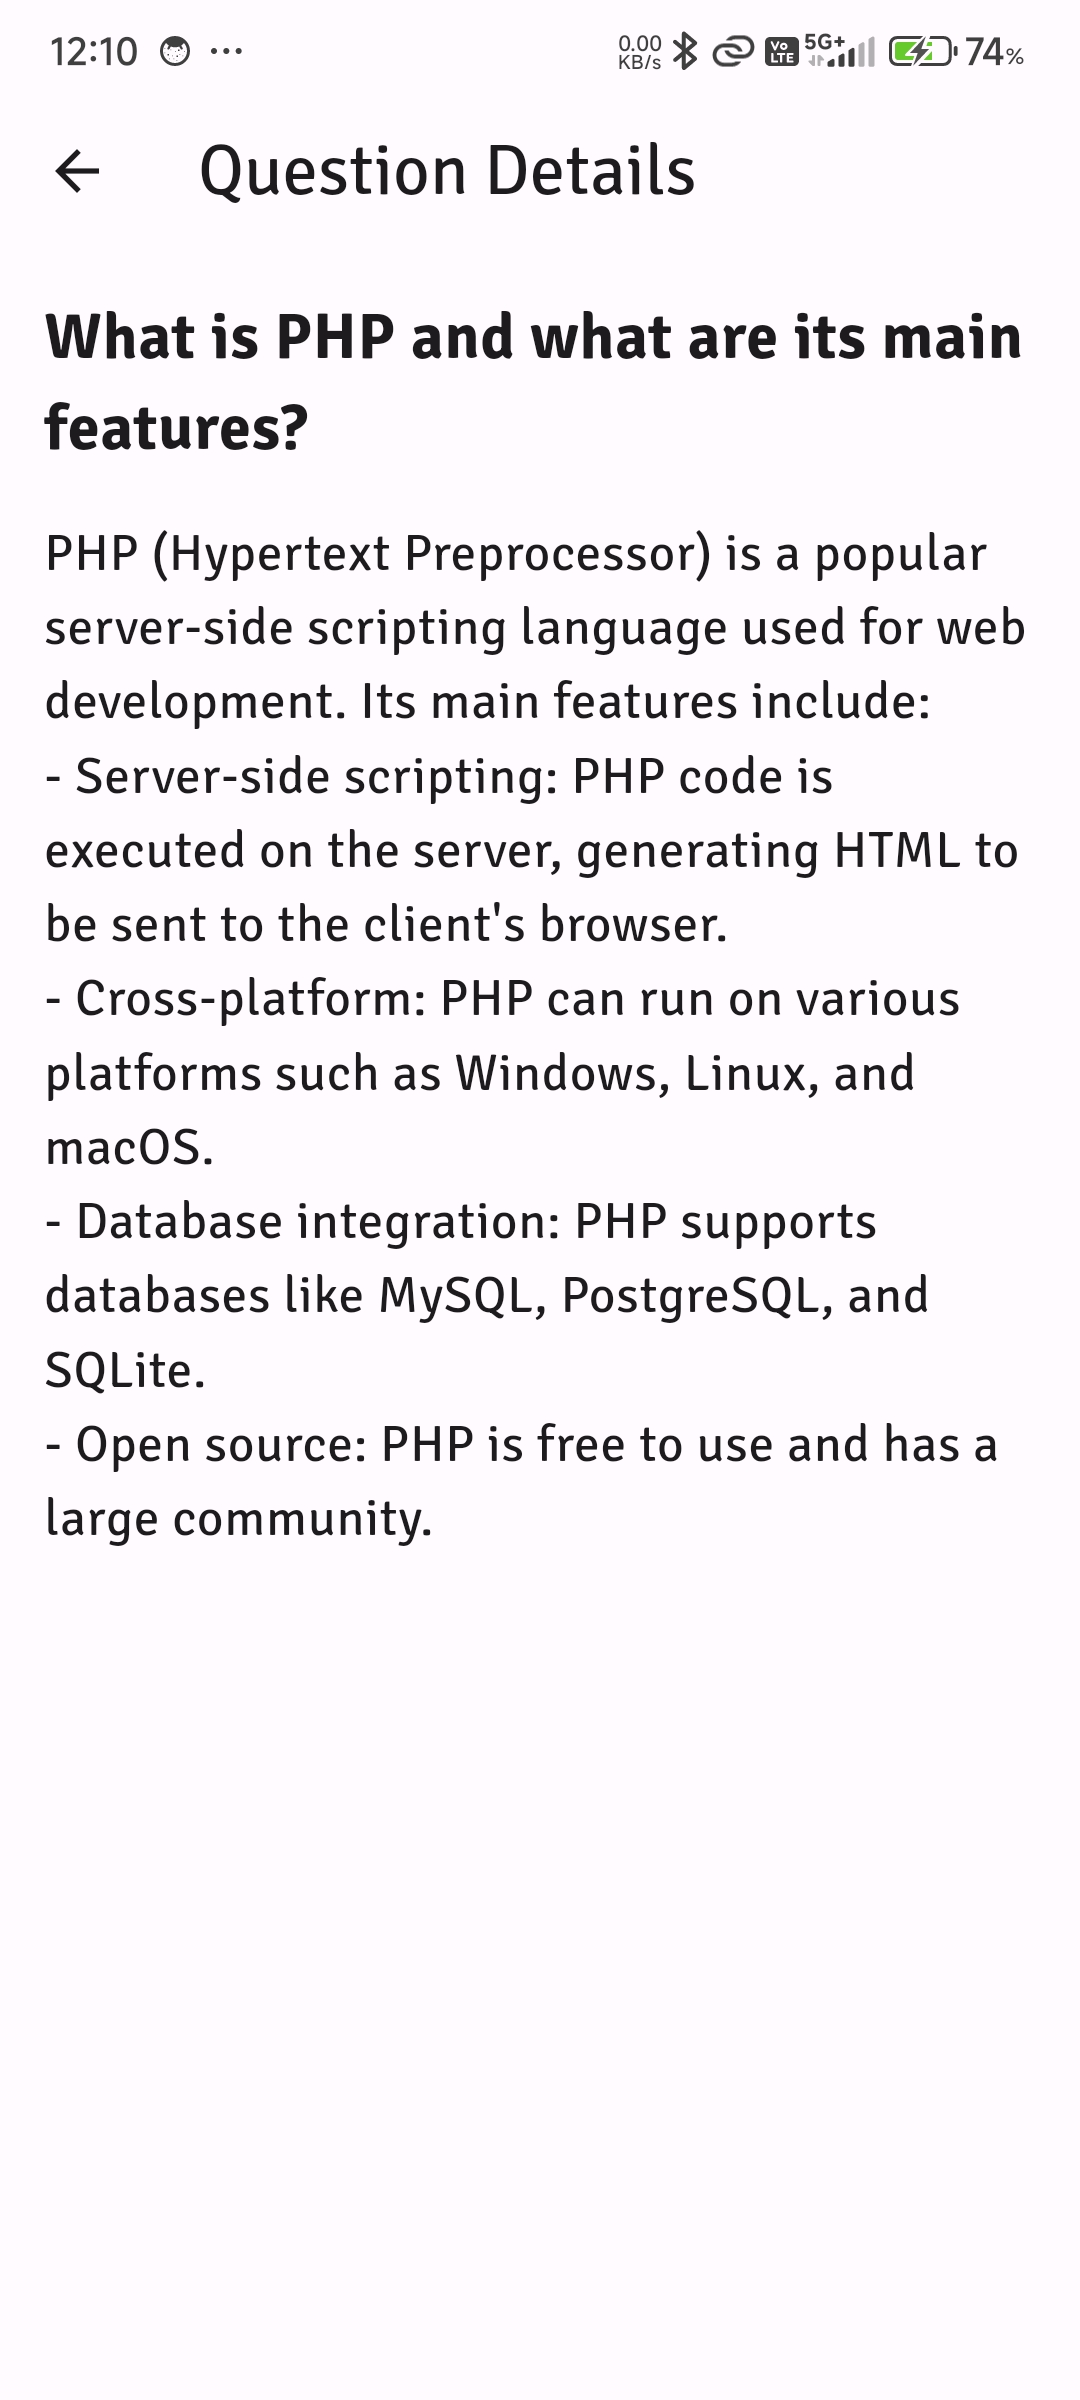 12:10 ... 0.00 KB/s Vo LTE 5G+ 74%
Question Details
What is PHP and what are its main
features?
PHP (Hypertext Preprocessor) is a popular
server-side scripting language used for web
development. Its main features include:
- Server-side scripting: PHP code is
executed on the server, generating HTML to
be sent to the client's browser.
- Cross-platform: PHP can run on various
platforms such as Windows, Linux, and
macOS.
- Database integration: PHP supports
databases like MySQL, PostgreSQL, and
SQLite.
- Open source: PHP is free to use and has a
large community.